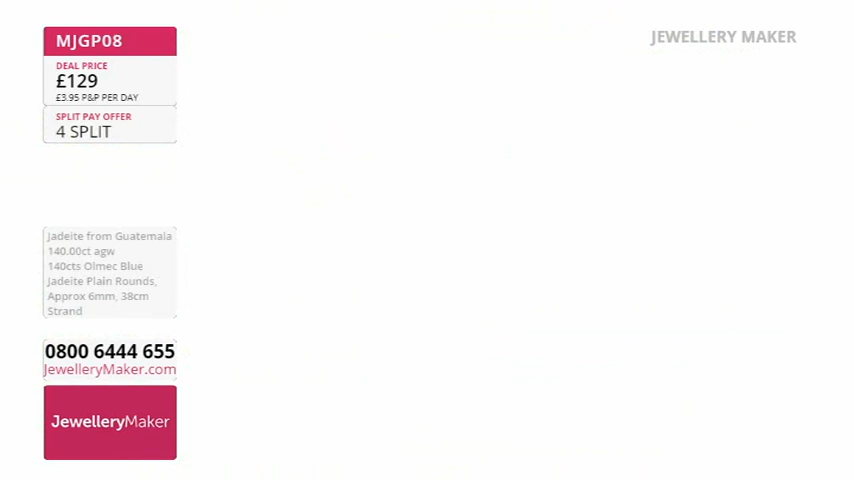 MJGP08
JEWELLERY MAKER
DEAL PRICE
£129
£3.95 P&P PER DAY
SPLIT PAY OFFER
4 SPLIT
Jadeite from Guatemala
140.00ct agw
140cts Olmec Blue
Jadeite Plain Rounds,
Approx 6mm, 38cm
Strand
0800 6444 655
JewelleryMaker.com
JewelleryMaker